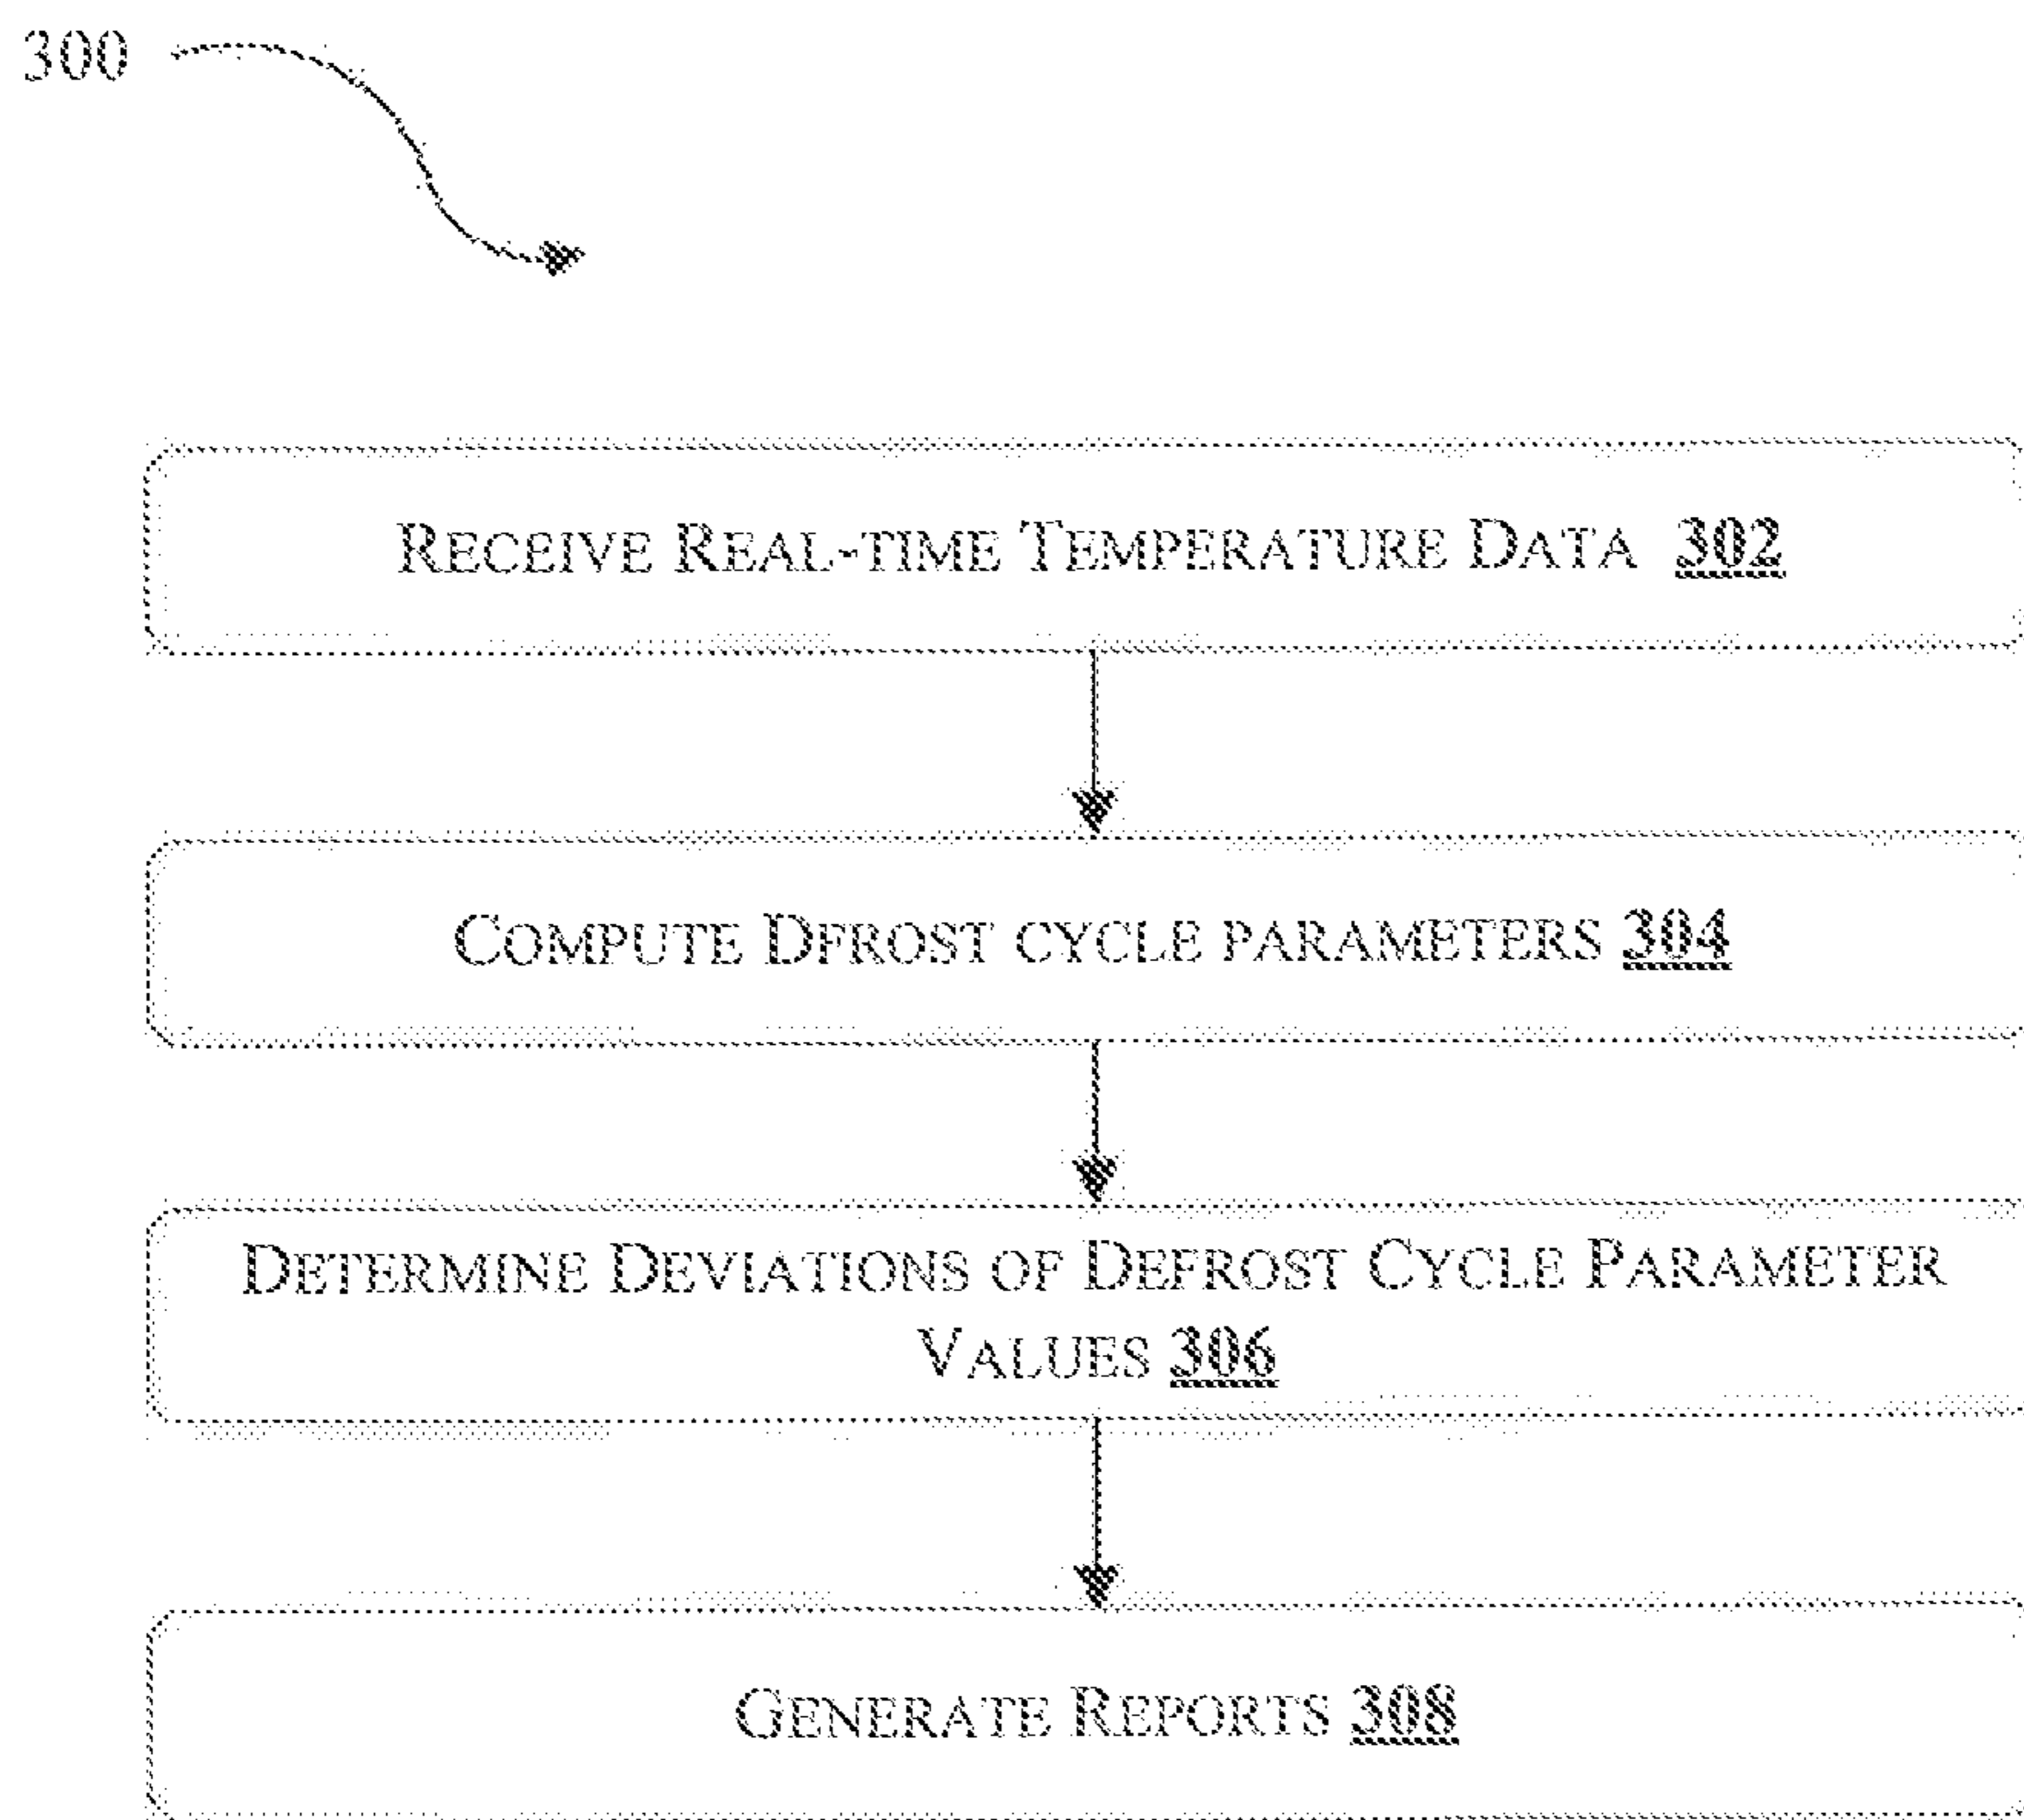 300
RECEIVE REAL-TIME TEMPERATURE DATA 302
COMPUTE DFROST CYCLE PARAMETERS 304
DETERMINE DEVIATIONS OF DEFROST CYCLE PARAMETER
VALUES 306
GENERATE REPORTS 308